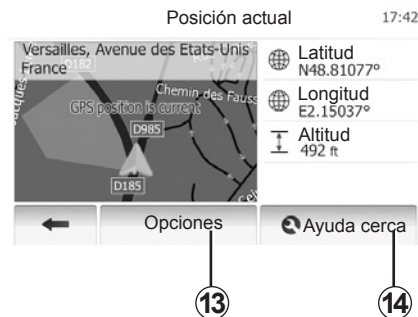 Posición actual
17:42
Versailles, Avenue des Etats-Unis
France
D182
Chemin des Fauss
GPS position is current
D985
D185
Latitud
N48.81077°
Longitud
E2.15037°
Altitud
492 ft
Opciones
Ayuda cerca
13
14